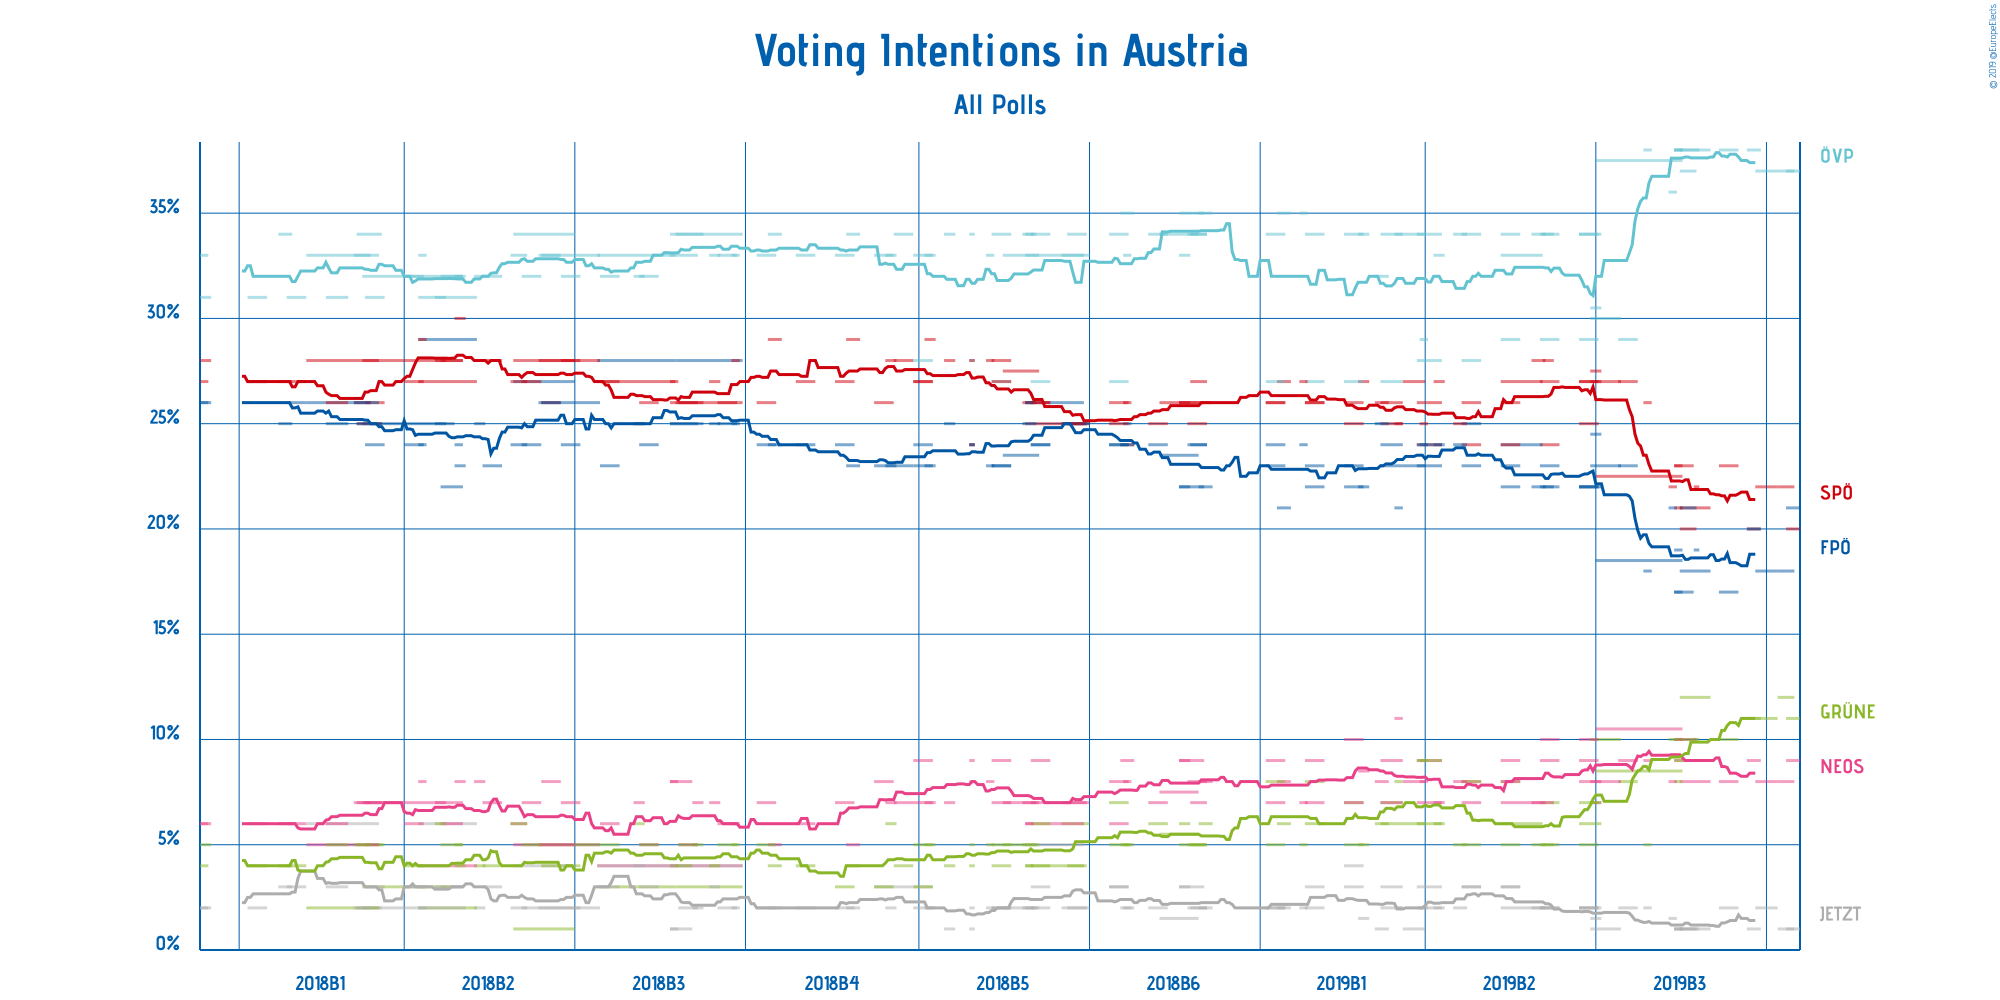 Voting Intentions in Austria
All Polls
© 2019 @EuropeElects
35%
30%
25%
20%
15%
10%
5%
0%
ÖVP
SPÖ
FPÖ
GRÜNE
NEOS
JETZT
2018B1
2018B2
2018B3
2018B4
2018B5
2018B6
2019B1
2019B2
2019B3